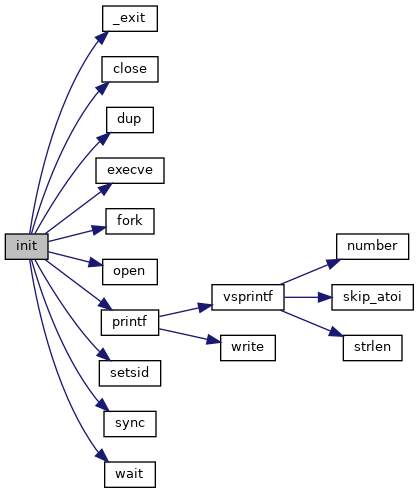 init
_exit
close
dup
execve
fork
open
printf
setsid
sync
wait
vsprintf
write
number
skip_atoi
strlen